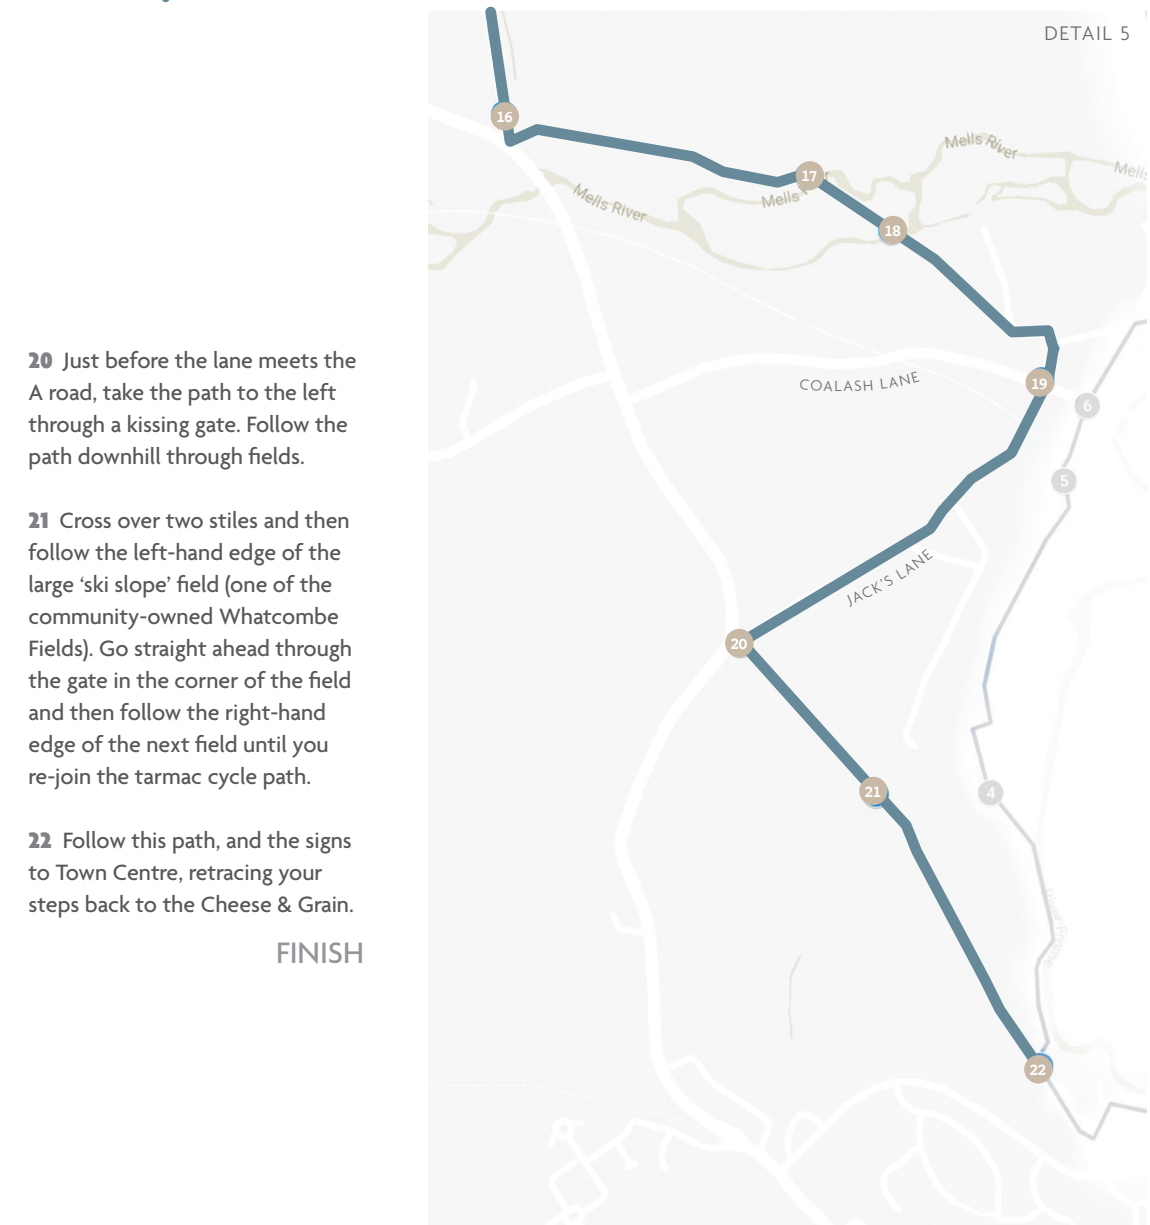 DETAIL 5
20 Just before the lane meets the
A road, take the path to the left
through a kissing gate. Follow the
path downhill through fields.
21 Cross over two stiles and then
follow the left-hand edge of the
large ‘ski slope’ field (one of the
community-owned Whatcombe
Fields). Go straight ahead through
the gate in the corner of the field
and then follow the right-hand
edge of the next field until you
re-join the tarmac cycle path.
22 Follow this path, and the signs
to Town Centre, retracing your
steps back to the Cheese & Grain.
FINISH
16
Mells River
Mells
17
Mells River
Mells
18
COALASH LANE
19
6
5
JACK’S LANE
20
21
4
22